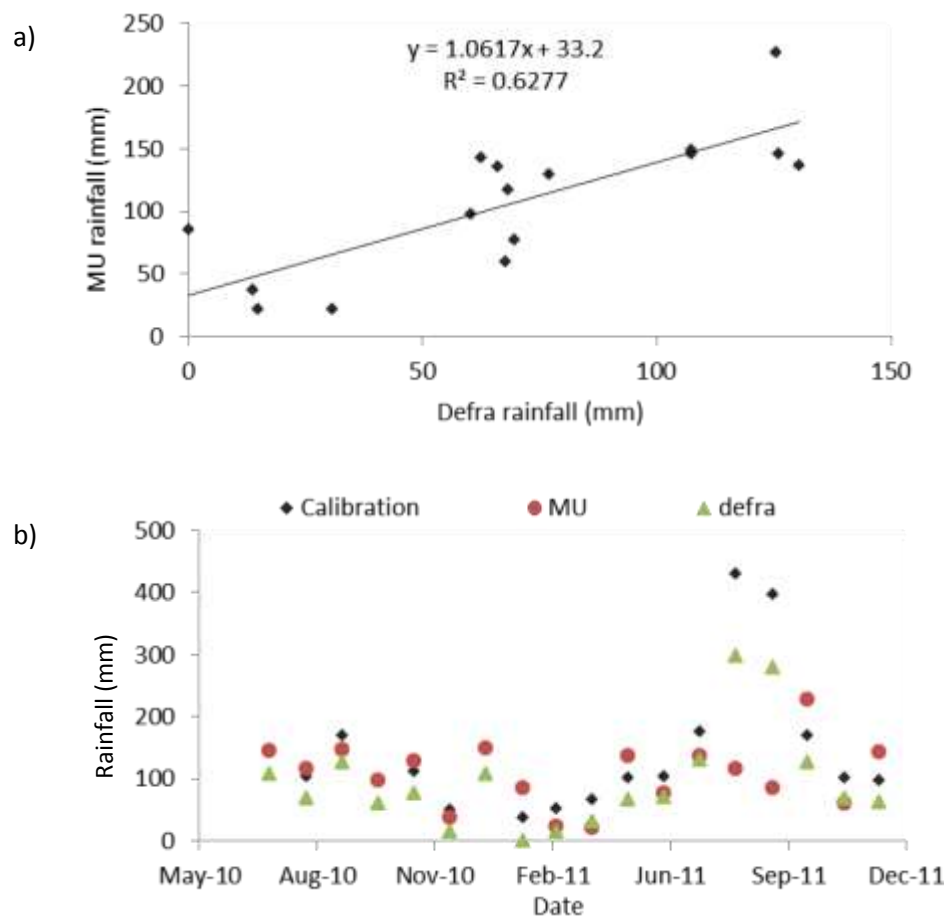 a)
250
200
150
100
50
0
MU rainfall (mm)
y = 1.0617x + 33.2
R² = 0.6277
0 50 100 150
Defra rainfall (mm)
b)
Calibration MU defra
500
400
300
200
100
0
Rainfall (mm)
May-10 Aug-10 Nov-10 Feb-11 Jun-11 Sep-11 Dec-11
Date